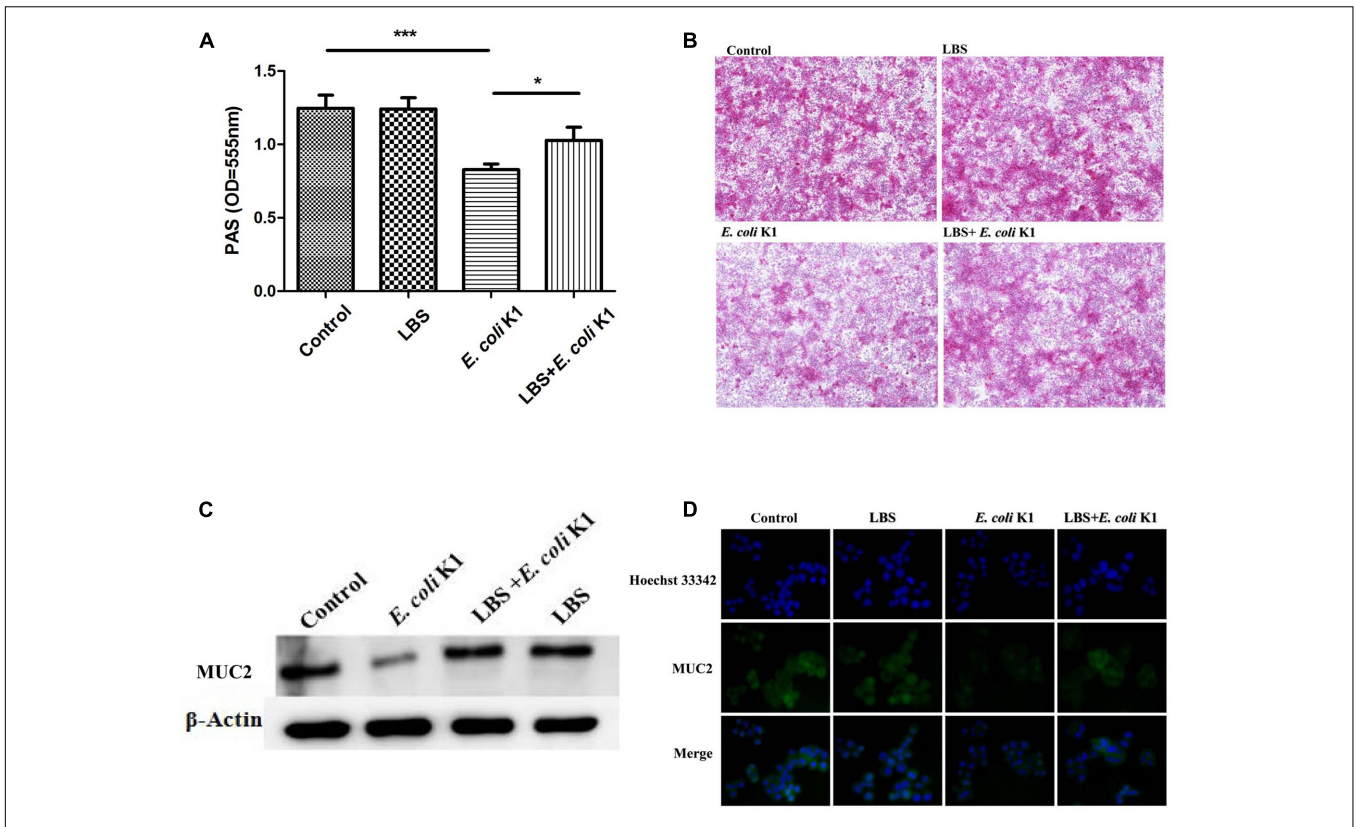 A
***
*
1.5
1.0
0.5
0.0
PAS (OD=555nm)
Control
LBS
E. coli K1
LBS+E. coli K1
B
Control
LBS
E. coli K1
LBS+ E. coli K1
C
Control
E. coli K1
LBS +E. coli K1
LBS
MUC2
β-Actin
D
Control
LBS
E. coli K1
LBS+E. coli K1
Hoechst 33342
MUC2
Merge